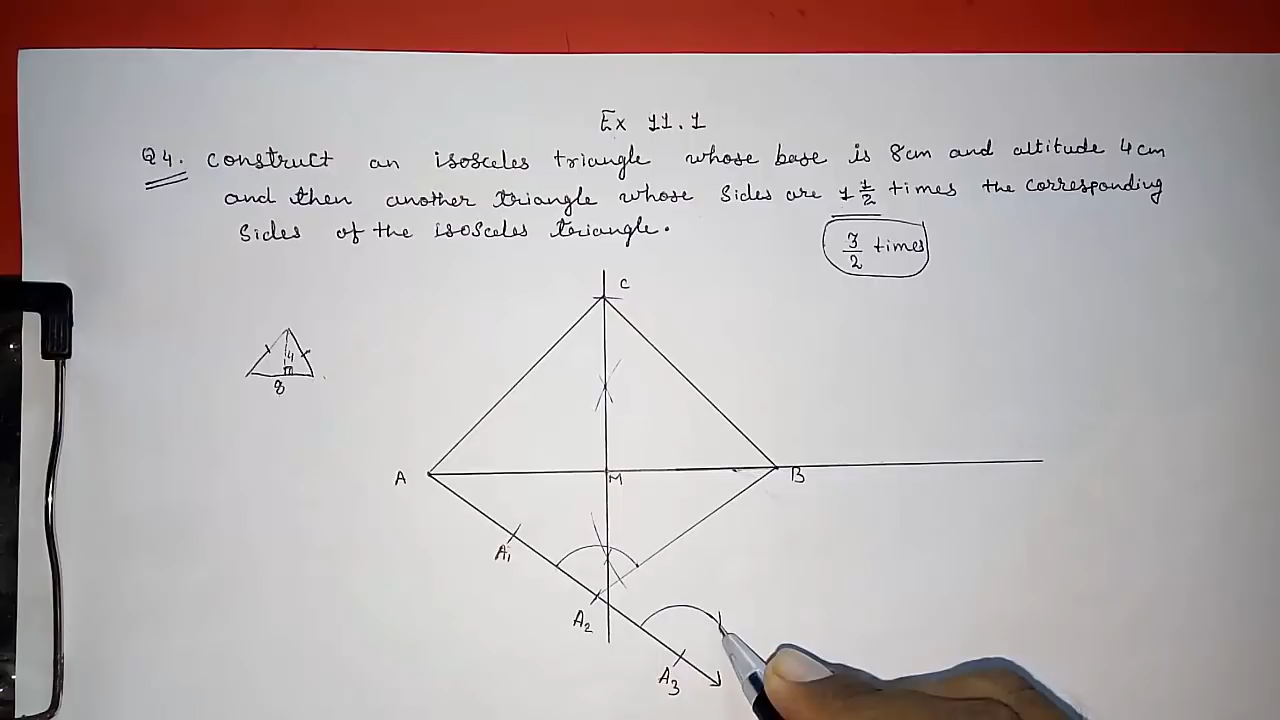 Ex 11.1
Q4. Construct an isosceles triangle whose base is 8cm and altitude 4cm
and then another triangle whose sides are 1 1/2 times the corresponding
sides of the isosceles triangle.
3/2 times
C
4
8
A
M
B
A1
A2
A3